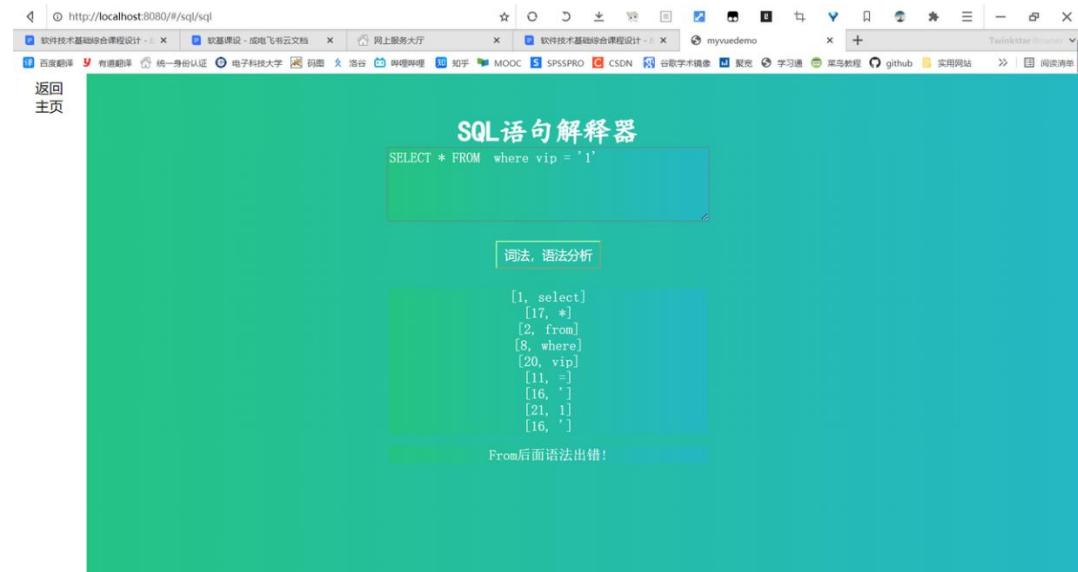 http://localhost:8080/#/sql/sql
软件技术基础综合课程设计 -
软基课设 - 成电飞书云文档
网上服务大厅
软件技术基础综合课程设计 -
myvuedemo
Twinkstar Browser
百度翻译 有道翻译 统一身份认证 电子科技大学 码图 洛谷 哔哩哔哩 知乎 MOOC SPSSPRO CSDN 谷歌学术镜像 聚宽 学习通 菜鸟教程 github 实用网站 阅读清单
返回
主页
SQL语句解释器
SELECT * FROM  where vip = '1'
词法，语法分析
[1, select]
[17, *]
[2, from]
[8, where]
[20, vip]
[11, =]
[16, ']
[21, 1]
[16, ']
From后面语法出错!